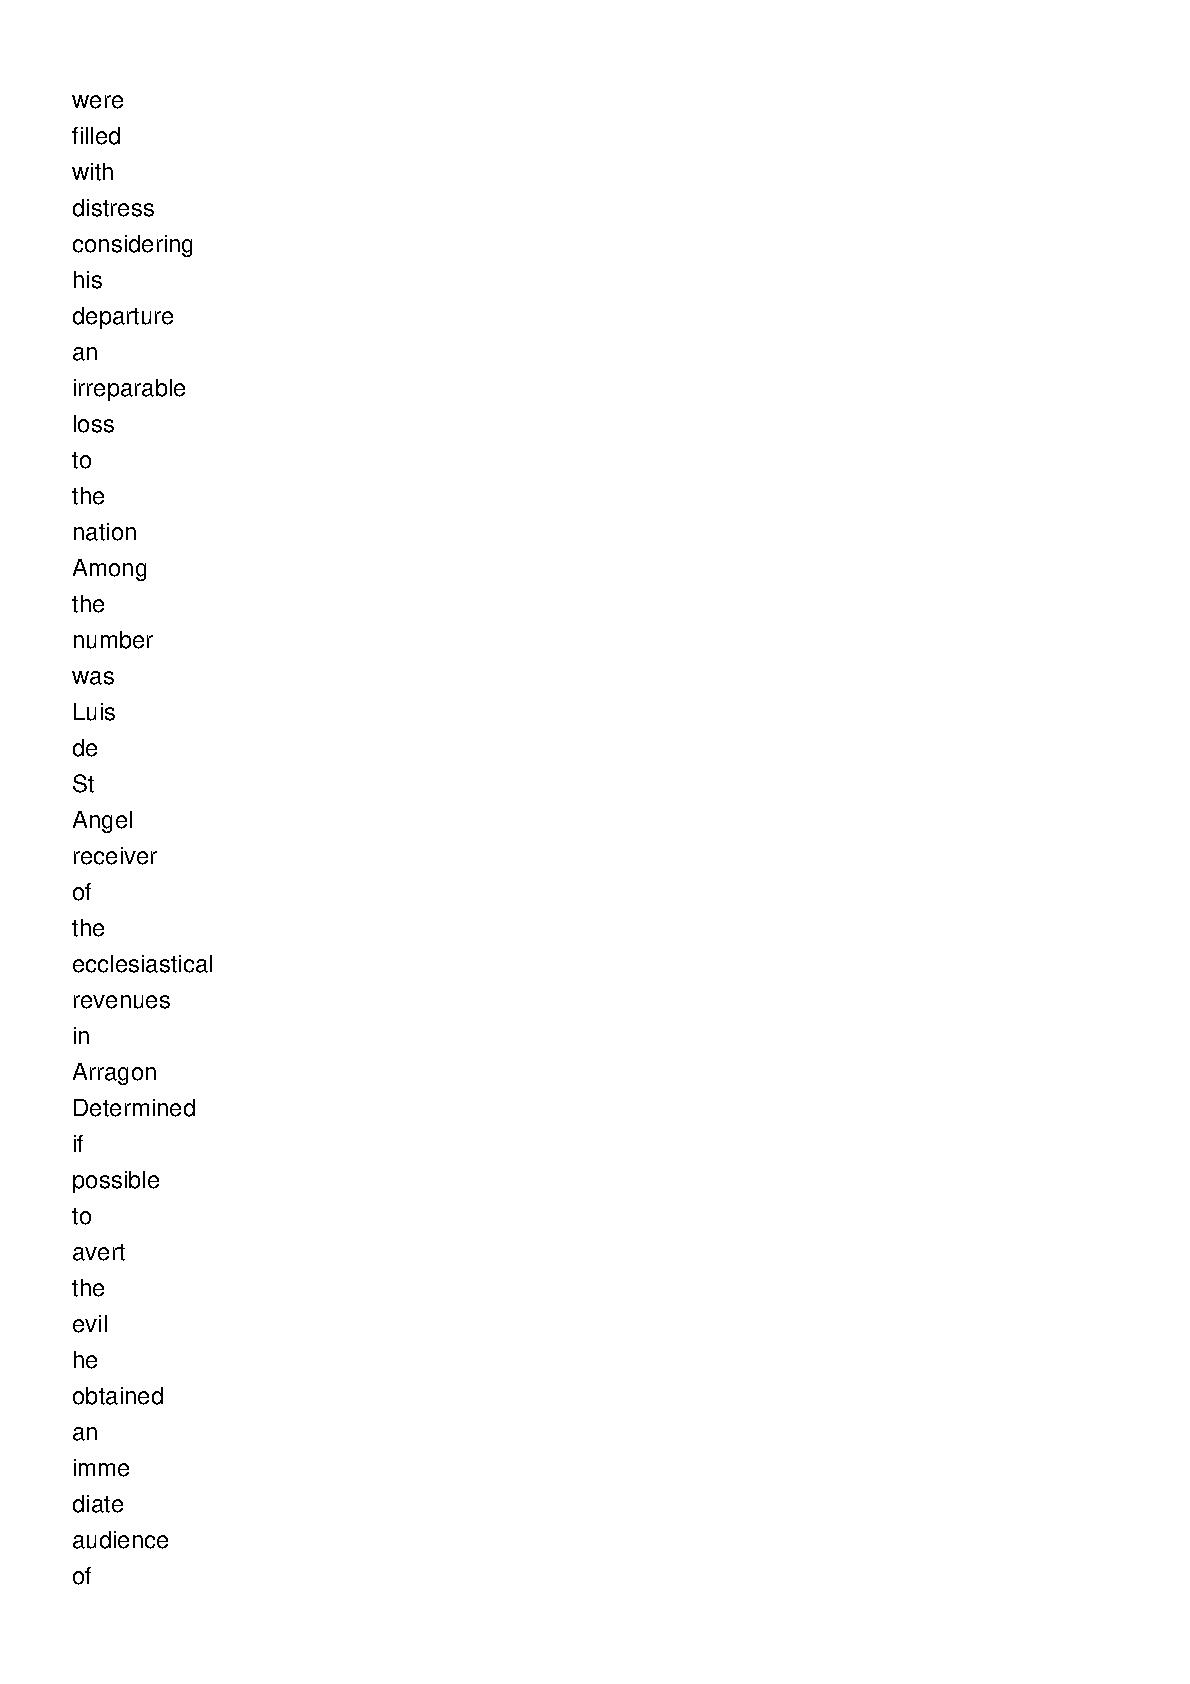 were
filled
with
distress
considering
his
departure
an
irreparable
loss
to
the
nation
Among
the
number
was
Luis
de
St
Angel
receiver
of
the
ecclesiastical
revenues
in
Arragon
Determined
if
possible
to
avert
the
evil
he
obtained
an
imme
diate
audience
of